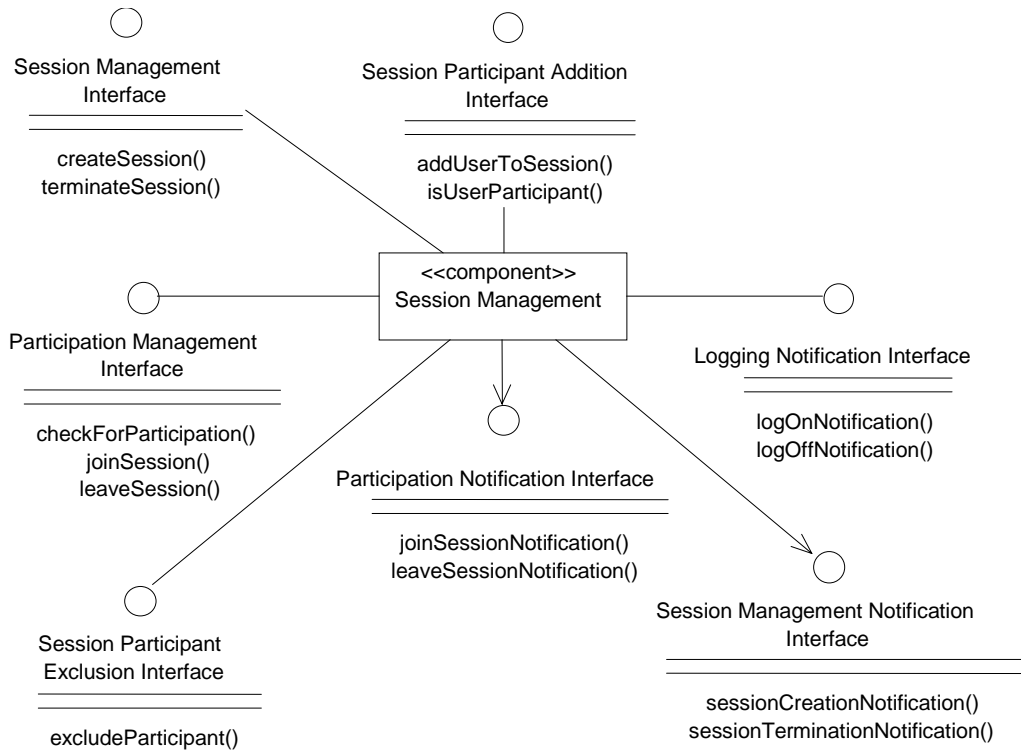 Session Management
Interface
createSession()
terminateSession()
Session Participant Addition
Interface
addUserToSession()
isUserParticipant()
<<component>>
Session Management
Participation Management
Interface
checkForParticipation()
joinSession()
leaveSession()
Logging Notification Interface
logOnNotification()
logOffNotification()
Participation Notification Interface
joinSessionNotification()
leaveSessionNotification()
Session Participant
Exclusion Interface
excludeParticipant()
Session Management Notification
Interface
sessionCreationNotification()
sessionTerminationNotification()